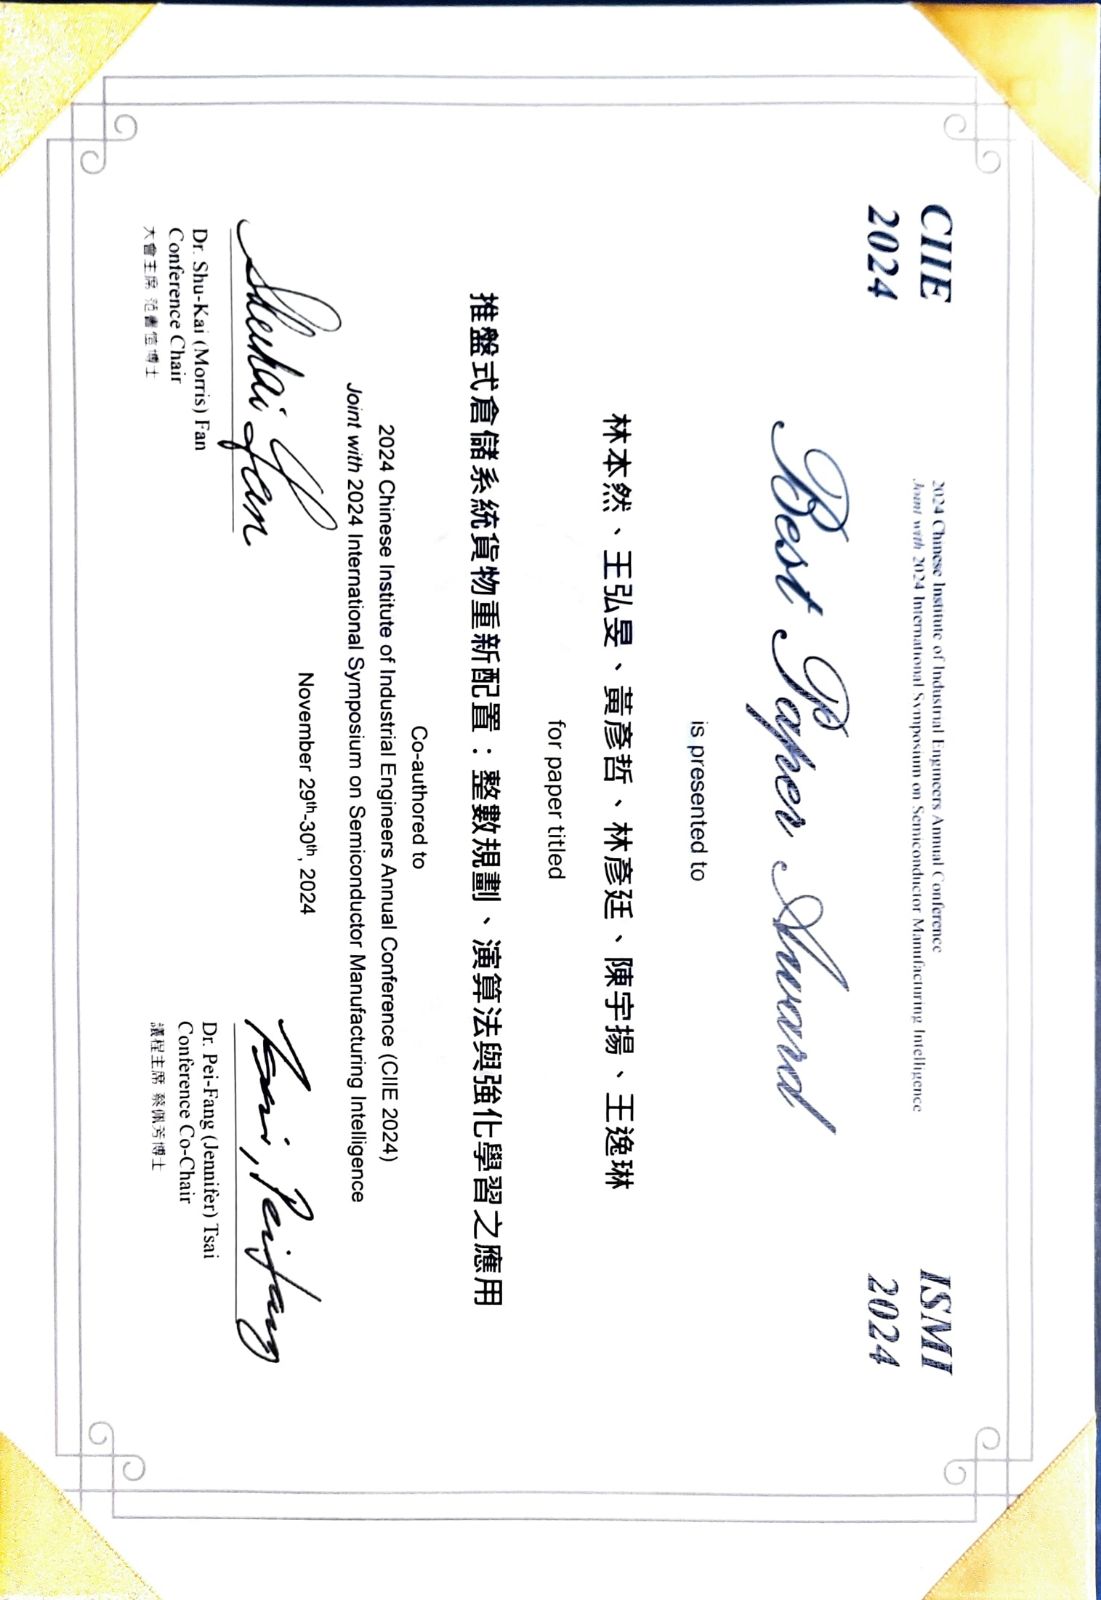 CIIE
2024
2024 Chinese Institute of Industrial Engineers Annual Conference
Joint with 2024 International Symposium on Semiconductor Manufacturing Intelligence
ISMI
2024
Best Paper Award
is presented to
林本然、王弘旻、黃彥哲、林彥廷、陳宇揚、王逸琳
for paper titled
推盤式倉儲系統貨物重新配置：整數規劃、演算法與強化學習之應用
Co-authored to
2024 Chinese Institute of Industrial Engineers Annual Conference (CIIE 2024)
Joint with 2024 International Symposium on Semiconductor Manufacturing Intelligence
November 29th-30th, 2024
Shukai Fan
Dr. Shu-Kai (Morris) Fan
Conference Chair
大會主席 范書愷博士
Tsai, Peifang
Dr. Pei-Fang (Jennifer) Tsai
Conference Co-Chair
議程主席 蔡佩芳博士